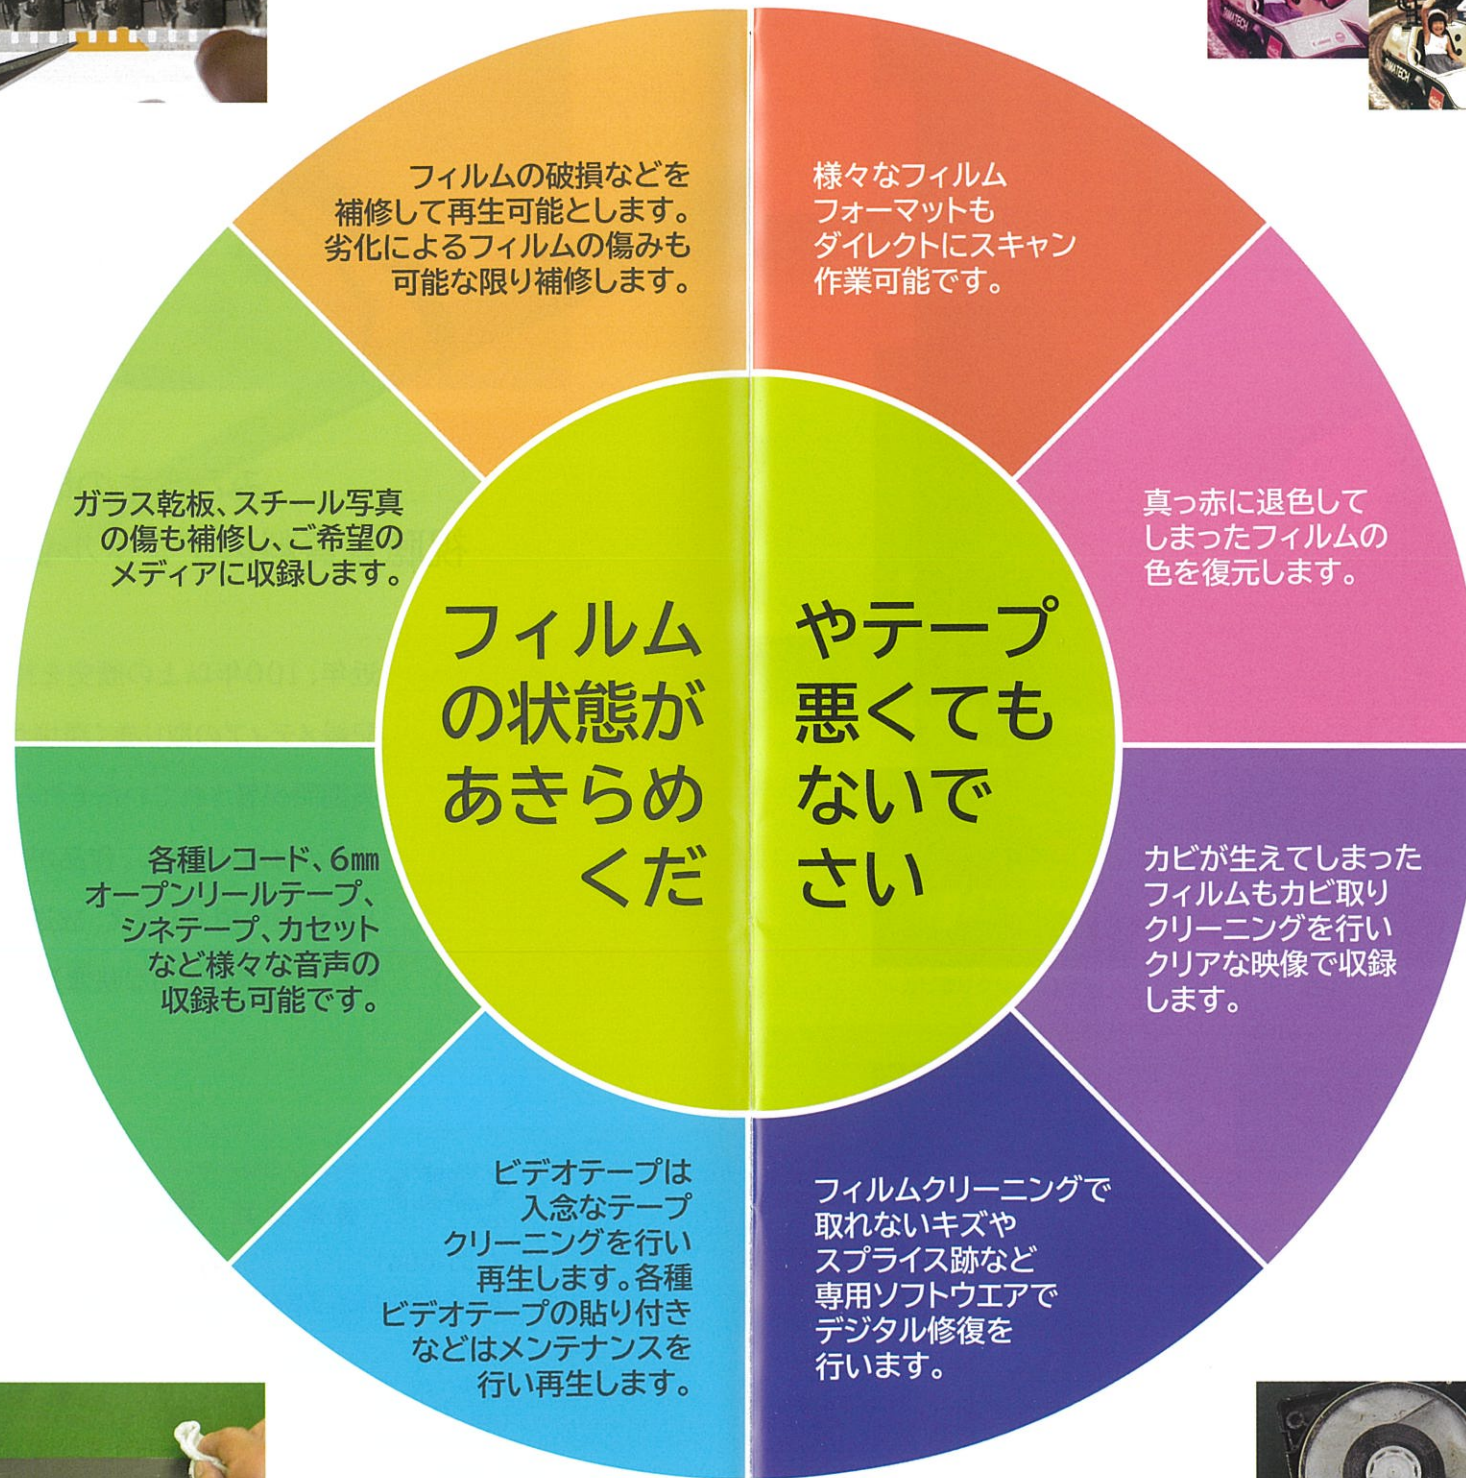 フィルムの破損などを
補修して再生可能とします。
劣化によるフィルムの傷みも
可能な限り補修します。
様々なフィルム
フォーマットも
ダイレクトにスキャン
作業可能です。
真っ赤に退色して
しまったフィルムの
色を復元します。
カビが生えてしまった
フィルムもカビ取り
クリーニングを行い
クリアな映像で収録
します。
フィルムクリーニングで
取れないキズや
スプライス跡など
専用ソフトウエアで
デジタル修復を
行います。
ビデオテープは
入念なテープ
クリーニングを行い
再生します。各種
ビデオテープの貼り付き
などはメンテナンスを
行い再生します。
各種レコード、6㎜
オープンリールテープ、
シネテープ、カセット
など様々な音声の
収録も可能です。
ガラス乾板、スチール写真
の傷も補修し、ご希望の
メディアに収録します。
フィルムやテープ
の状態が悪くても
あきらめないで
ください
TAMATECH